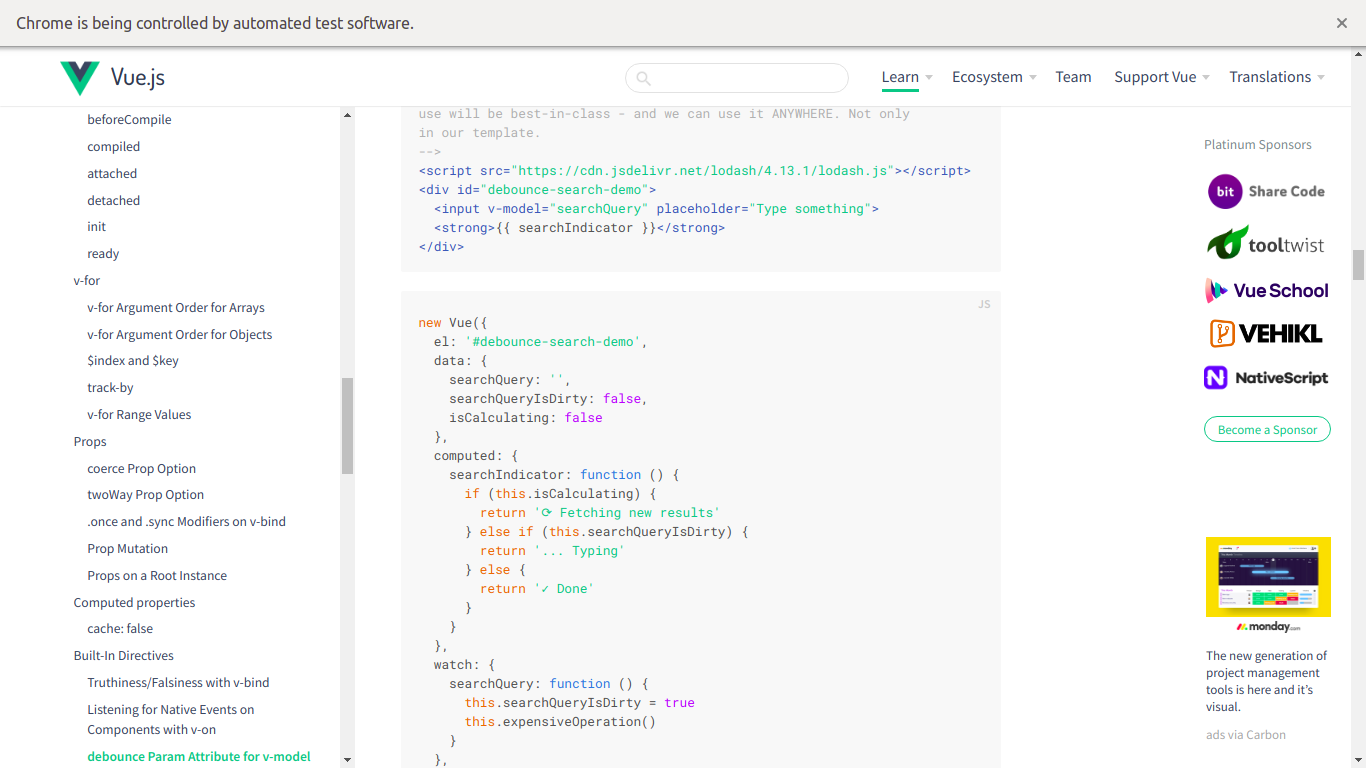 Chrome is being controlled by automated test software.
Vue.js
Learn
Ecosystem
Team
Support Vue
Translations
beforeCompile
compiled
attached
detached
init
ready
v-for
v-for Argument Order for Arrays
v-for Argument Order for Objects
$index and $key
track-by
v-for Range Values
Props
coerce Prop Option
twoWay Prop Option
.once and .sync Modifiers on v-bind
Prop Mutation
Props on a Root Instance
Computed properties
cache: false
Built-In Directives
Truthiness/Falsiness with v-bind
Listening for Native Events on
Components with v-on
debounce Param Attribute for v-model
use will be best-in-class - and we can use it ANYWHERE. Not only
in our template.
-->
<script src="https://cdn.jsdelivr.net/lodash/4.13.1/lodash.js"></script>
<div id="debounce-search-demo">
  <input v-model="searchQuery" placeholder="Type something">
  <strong>{{ searchIndicator }}</strong>
</div>
JS
new Vue({
  el: '#debounce-search-demo',
  data: {
    searchQuery: '',
    searchQueryIsDirty: false,
    isCalculating: false
  },
  computed: {
    searchIndicator: function () {
      if (this.isCalculating) {
        return '⟳ Fetching new results'
      } else if (this.searchQueryIsDirty) {
        return '... Typing'
      } else {
        return '✓ Done'
      }
    }
  },
  watch: {
    searchQuery: function () {
      this.searchQueryIsDirty = true
      this.expensiveOperation()
    }
  },
Platinum Sponsors
bit Share Code
tooltwist
Vue School
VEHIKL
NativeScript
Become a Sponsor
monday.com
The new generation of
project management
tools is here and it's
visual.
ads via Carbon